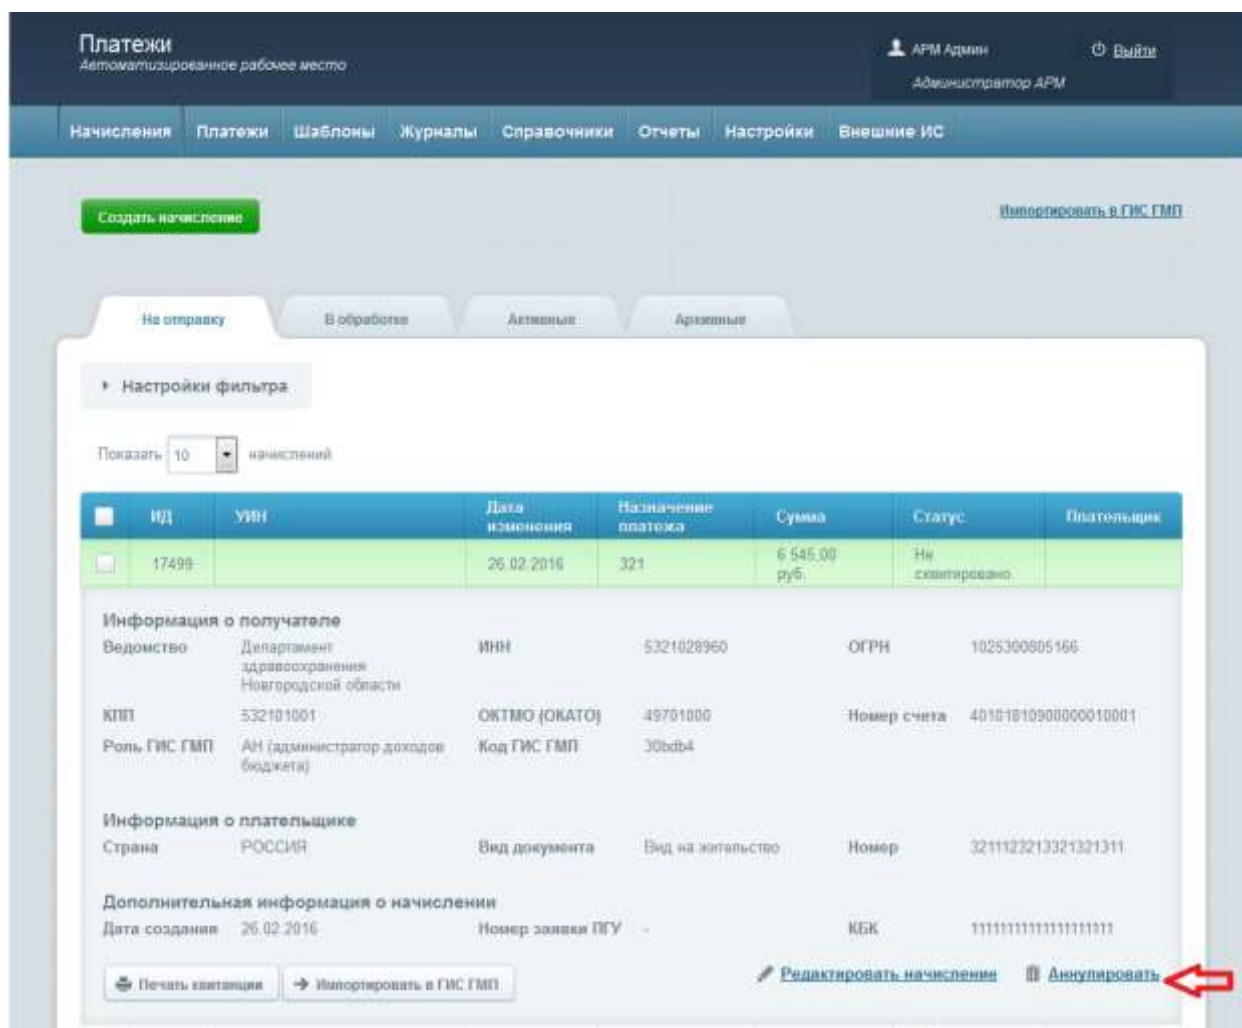 Платежи
Автоматизированное рабочее место
АРМ Админ
Выйти
Администратор АРМ
Начисления Платежи Шаблоны Журналы Справочники Отчеты Настройки Внешние ИС
Создать начисление
Импортировать в ГИС ГМП
На отправку В обработке Активные Архивные
Настройки фильтра
Показать 10 начислений
ИД УИН Дата изменения Назначение платежа Сумма Статус Плательщик
17499 26.02.2016 321 6 545,00 руб. Не сквитировано
Информация о получателе
Ведомство Департамент здравоохранения Новгородской области ИНН 5321028960 ОГРН 1025300805166
КПП 532101001 ОКТМО (ОКАТО) 49701000 Номер счета 40101810900000010001
Роль ГИС ГМП АН (администратор доходов бюджета) Код ГИС ГМП 30bdb4
Информация о плательщике
Страна РОССИЯ Вид документа Вид на жительство Номер 3211123213321321311
Дополнительная информация о начислении
Дата создания 26.02.2016 Номер заявки ПГУ - КБК
Печать квитанции Импортировать в ГИС ГМП Редактировать начисление Аннулировать